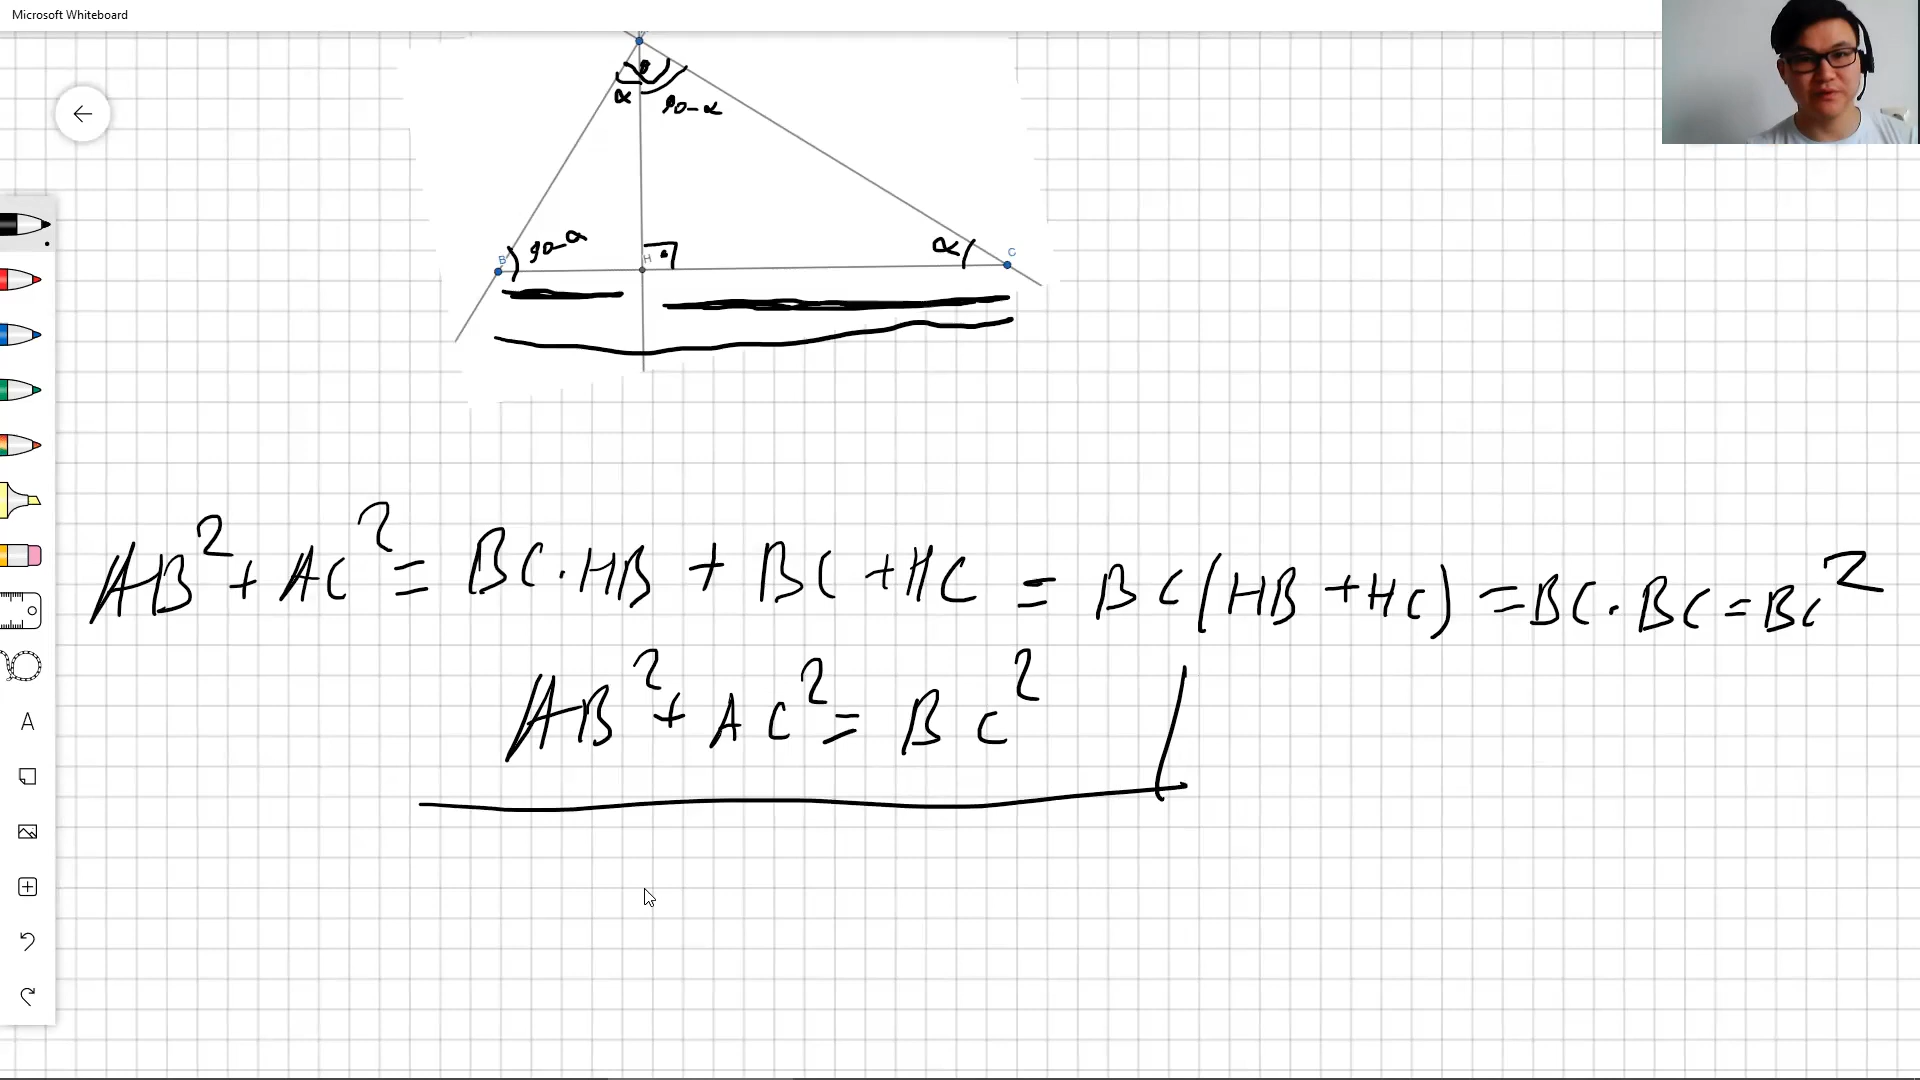 Microsoft Whiteboard
α
90-α
90-α
α
B
H
C
AB²+AC²=BC·HB+BC+HC=BC(HB+HC)=BC·BC=BC²
AB²+AC²=BC²
A